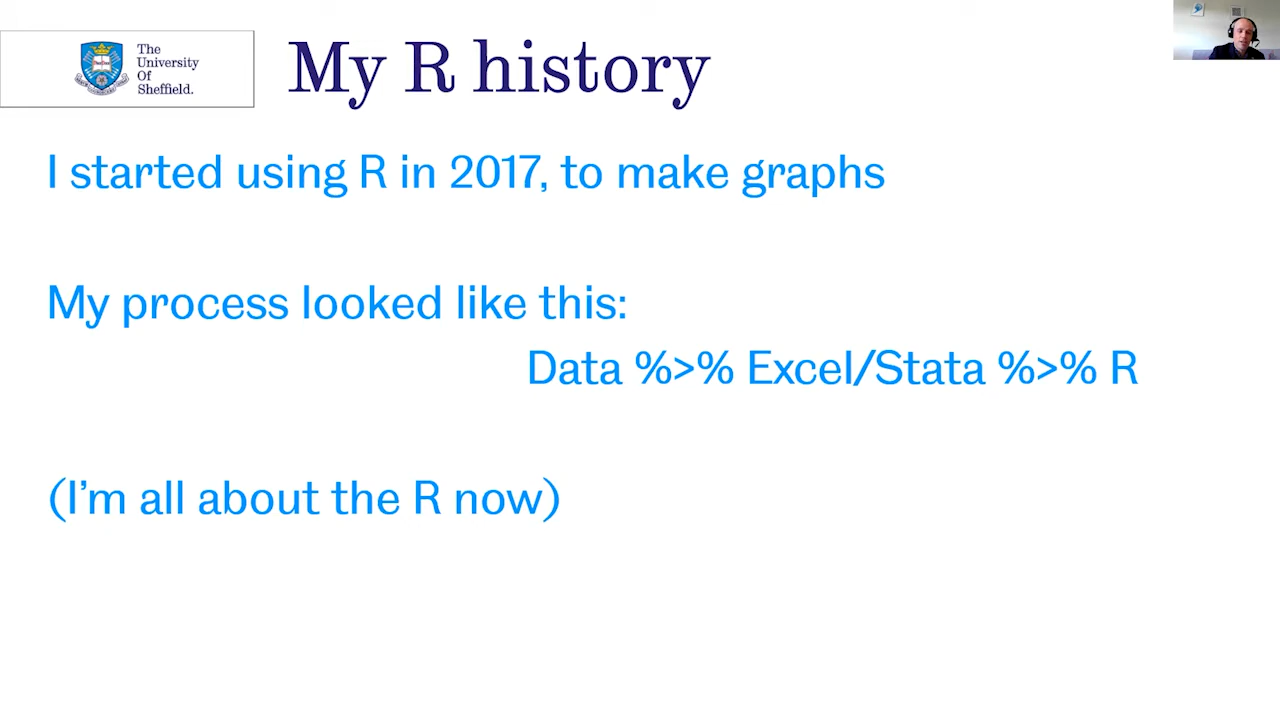 The
University
Of
Sheffield.
My R history
I started using R in 2017, to make graphs
My process looked like this:
Data %>% Excel/Stata %>% R
(I'm all about the R now)